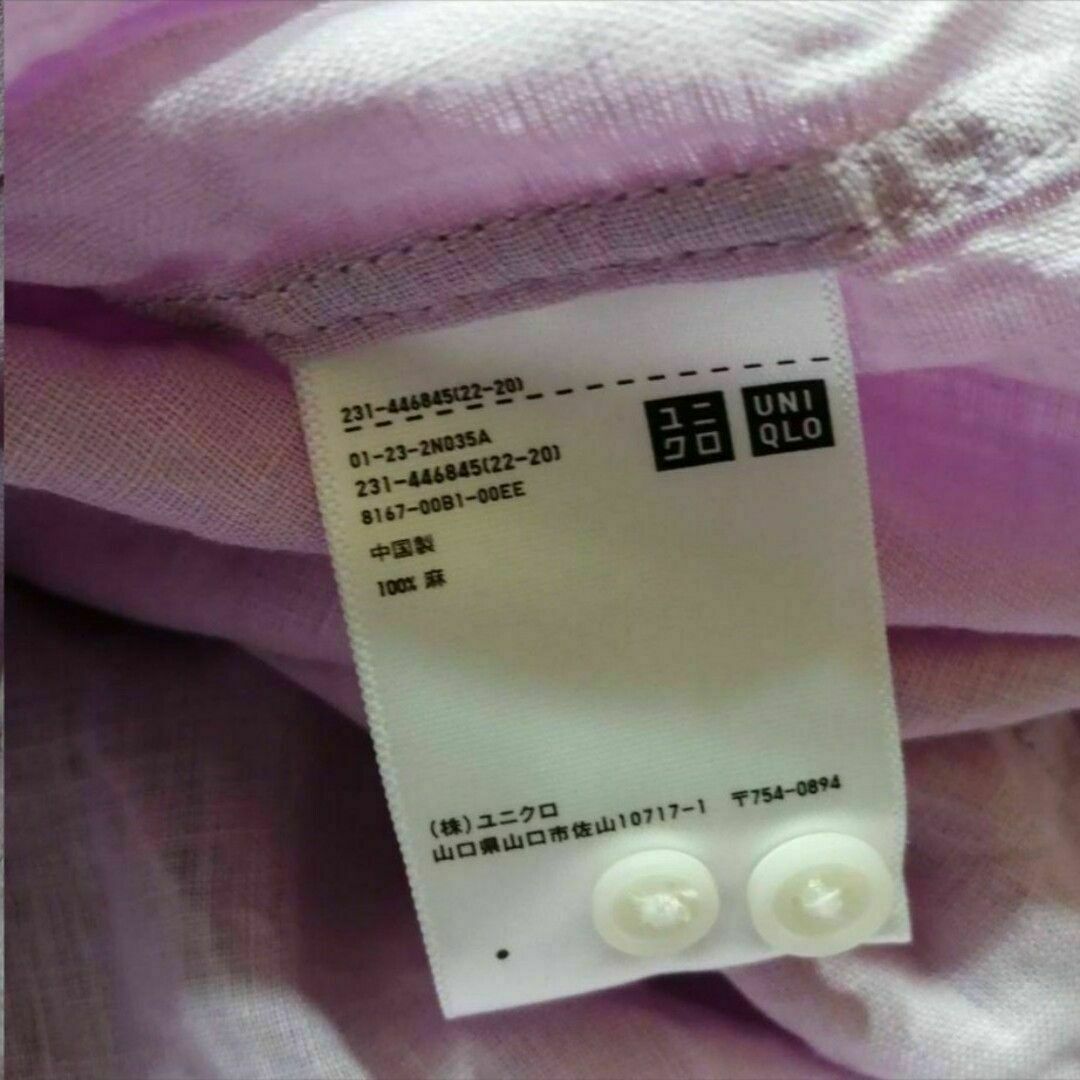 231-446845(22-20)
ユニクロ
UNIQLO
01-23-2N035A
231-446845(22-20)
8167-00B1-00EE
中国製
100% 麻
(株)ユニクロ
山口県山口市佐山10717-1 〒754-0894